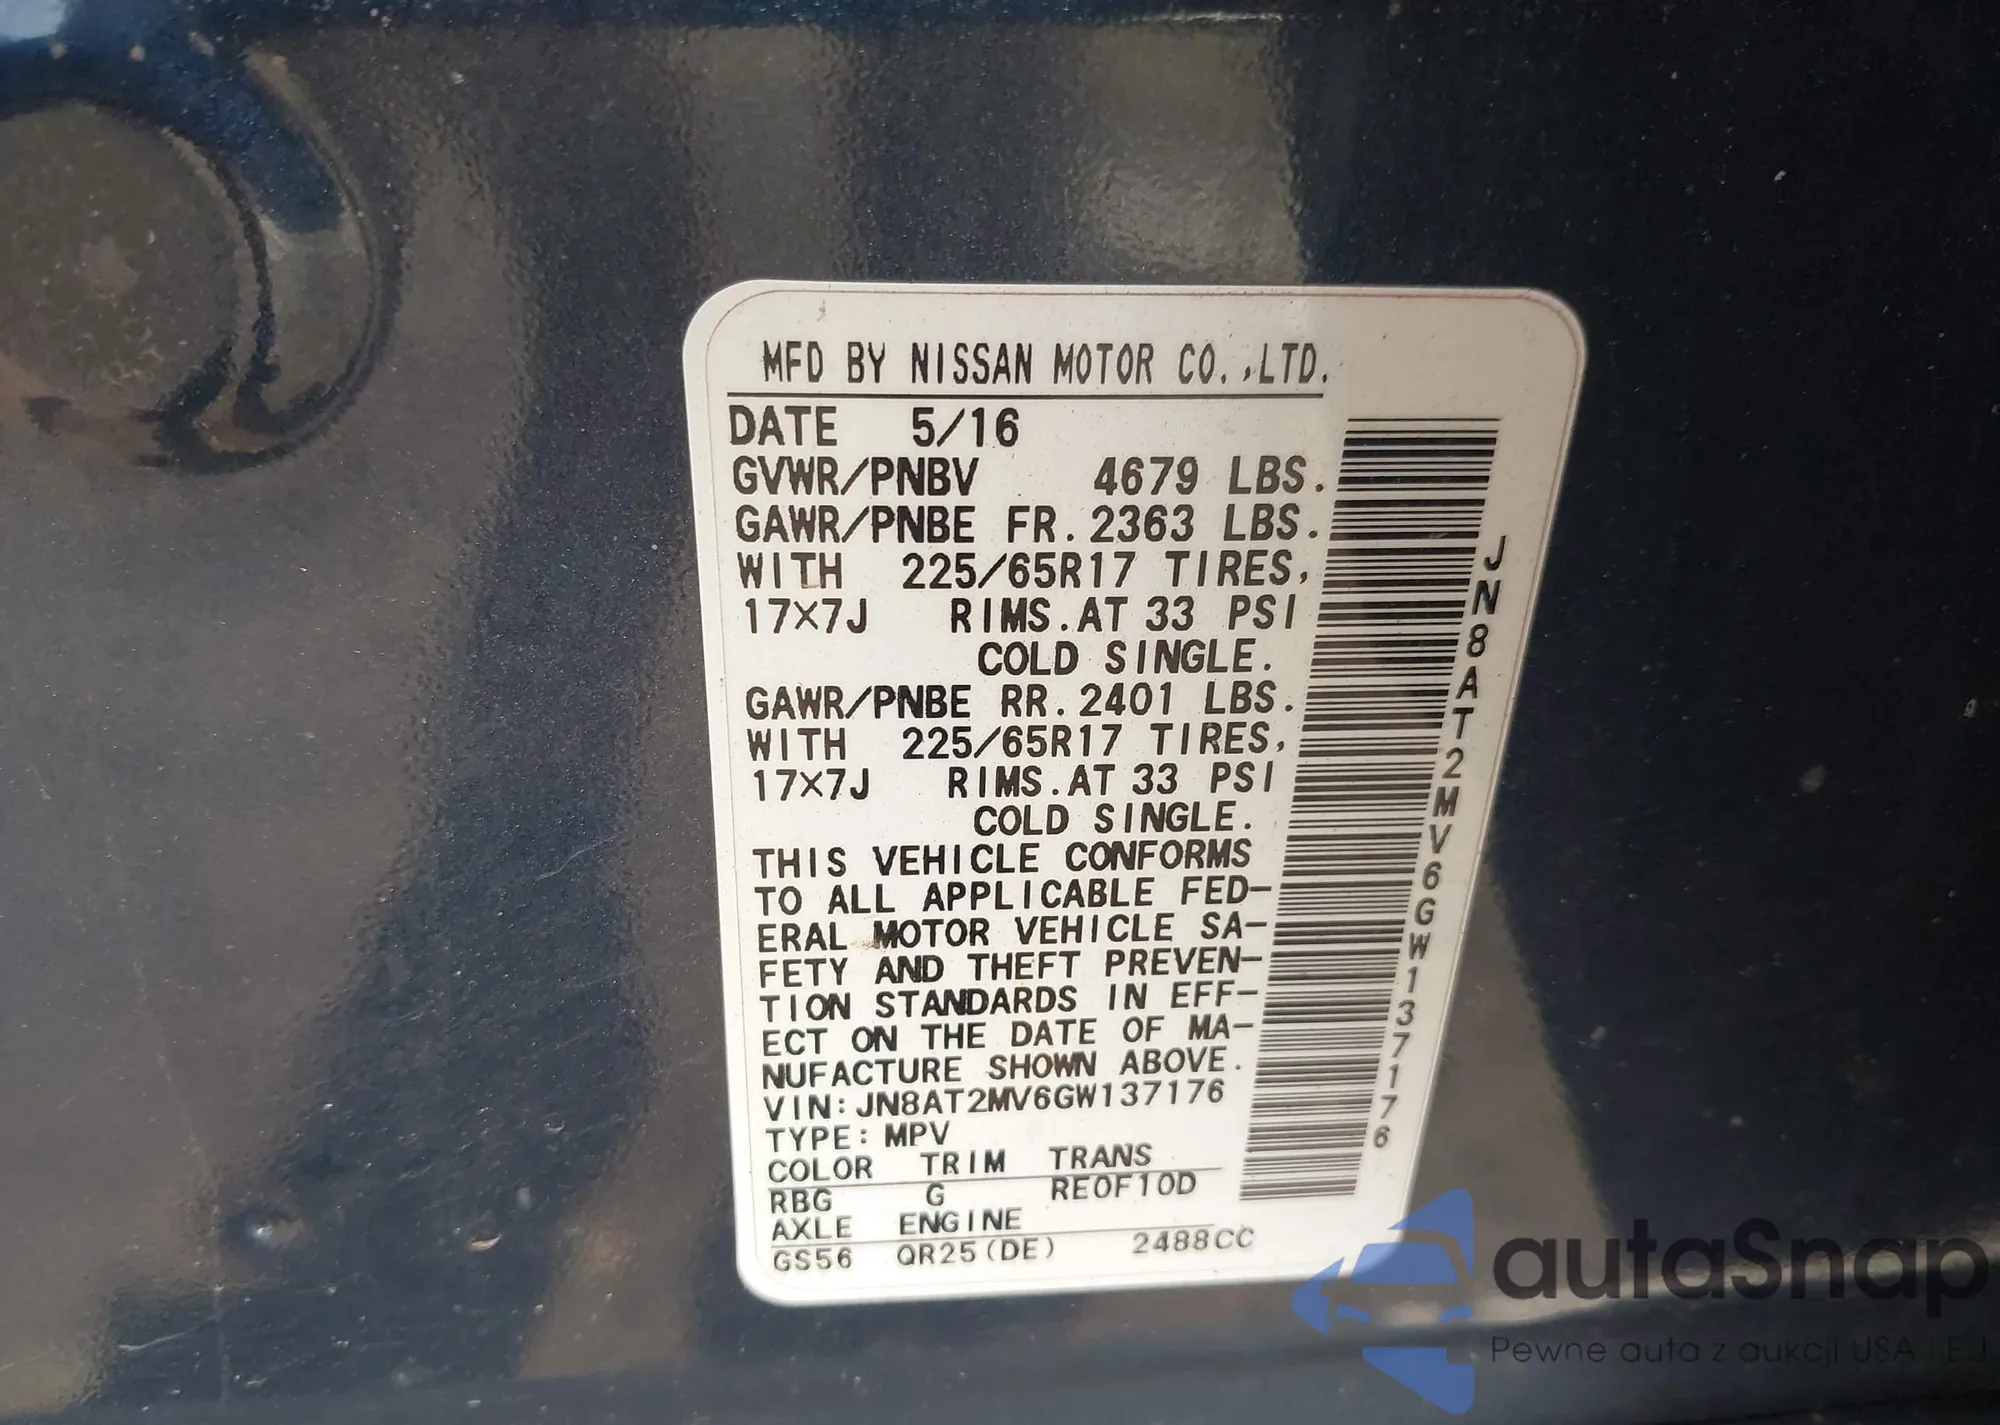 MFD BY NISSAN MOTOR CO.,LTD.
DATE 5/16
GVWR/PNBV 4679 LBS.
GAWR/PNBE FR. 2363 LBS.
WITH 225/65R17 TIRES,
17×7J RIMS.AT 33 PSI
COLD SINGLE.
GAWR/PNBE RR. 2401 LBS.
WITH 225/65R17 TIRES,
17×7J RIMS.AT 33 PSI
COLD SINGLE.
THIS VEHICLE CONFORMS
TO ALL APPLICABLE FED-
ERAL MOTOR VEHICLE SA-
FETY AND THEFT PREVEN-
TION STANDARDS IN EFF-
ECT ON THE DATE OF MA-
NUFACTURE SHOWN ABOVE.
VIN: JN8AT2MV6GW137176
TYPE: MPV
COLOR TRIM TRANS
RBG G RE0F10D
AXLE ENGINE
GS56 QR25(DE) 2488CC
JN8AT2MV6GW137176
autaSnap
Pewne auta z aukcji USA i EJ